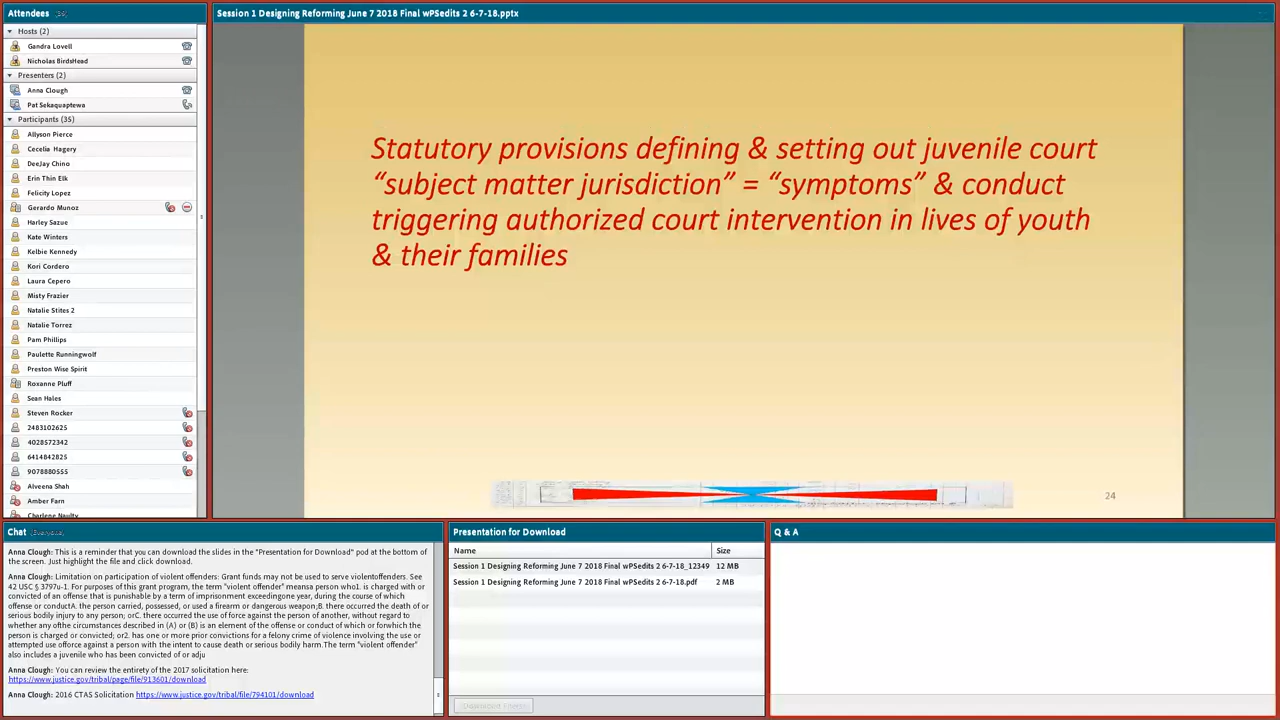 Attendees (39)
Hosts (2)
Gandra Lovell
Nicholas BirdsHead
Presenters (2)
Anna Clough
Pat Sekaquaptewa
Participants (35)
Allyson Pierce
Cecelia Hagery
DeeJay Chino
Erin Thin Elk
Felicity Lopez
Gerardo Munoz
Harley Sazue
Kate Winters
Kelbie Kennedy
Kori Cordero
Laura Cepero
Misty Frazier
Natalie Stites 2
Natalie Torrez
Pam Phillips
Paulette Runningwolf
Preston Wise Spirit
Roxanne Pluff
Sean Hales
Steven Rocker
2483102625
4028572342
6414842825
9078880555
Alveena Shah
Amber Farn
Charlene Naulty
Session 1 Designing Reforming June 7 2018 Final wPSedits 2 6-7-18.pptx
Statutory provisions defining & setting out juvenile court
“subject matter jurisdiction” = “symptoms” & conduct
triggering authorized court intervention in lives of youth
& their families
24
Chat (Everyone)
Anna Clough: This is a reminder that you can download the slides in the "Presentation for Download" pod at the bottom of
the screen. Just highlight the file and click download.
Anna Clough: Limitation on participation of violent offenders: Grant funds may not be used to serve violentoffenders. See
42 USC § 3797u-1. For purposes of this grant program, the term "violent offender" meansa person who1. is charged with or
convicted of an offense that is punishable by a term of imprisonment exceedingone year, during the course of which
offense or conductA. the person carried, possessed, or used a firearm or dangerous weapon;B. there occurred the death of or
serious bodily injury to any person; orC. there occurred the use of force against the person of another, without regard to
whether any ofthe circumstances described in (A) or (B) is an element of the offense or conduct of which or forwhich the
person is charged or convicted; or2. has one or more prior convictions for a felony crime of violence involving the use or
attempted use offorce against a person with the intent to cause death or serious bodily harm.The term "violent offender"
also includes a juvenile who has been convicted of or adju
Anna Clough: You can review the entirety of the 2017 solicitation here:
https://www.justice.gov/tribal/page/file/913601/download
Anna Clough: 2016 CTAS Solicitation https://www.justice.gov/tribal/file/794101/download
Presentation for Download
Name Size
Session 1 Designing Reforming June 7 2018 Final wPSedits 2 6-7-18_12349 12 MB
Session 1 Designing Reforming June 7 2018 Final wPSedits 2 6-7-18.pdf 2 MB
Download File(s)
Q & A